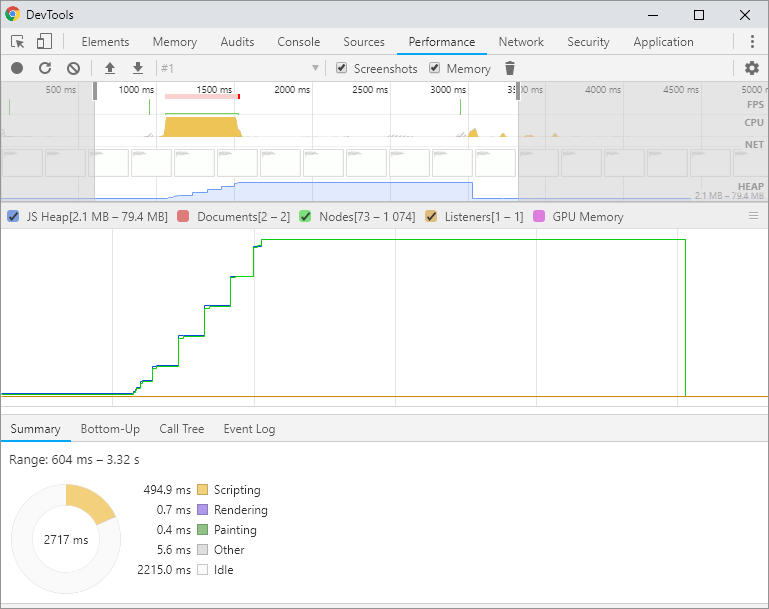 DevTools
Elements Memory Audits Console Sources Performance Network Security Application
#1 Screenshots Memory
500 ms 1000 ms 1500 ms 2000 ms 2500 ms 3000 ms 4000 ms 4500 ms 5000
FPS
CPU
NET
HEAP
2.1 MB – 79.4 MB
JS Heap[2.1 MB – 79.4 MB] Documents[2 – 2] Nodes[73 – 1 074] Listeners[1 – 1] GPU Memory
Summary Bottom-Up Call Tree Event Log
Range: 604 ms – 3.32 s
494.9 ms Scripting
0.7 ms Rendering
2717 ms 0.4 ms Painting
5.6 ms Other
2215.0 ms Idle